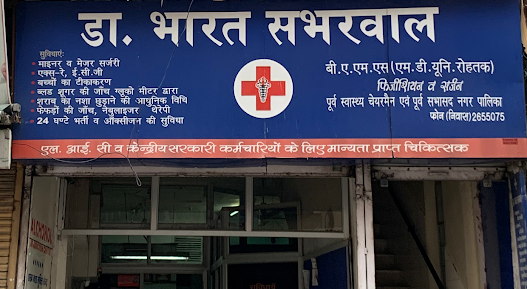 डा. भारत सभरवाल
सुविधाएं:
माइनर व मेजर सर्जरी
एक्स-रे, ई.सी.जी
बच्चों का टीकाकरण
ब्लड शूगर की जाँच ग्लूको मीटर द्वारा
शराब का नशा छुड़ाने की आधुनिक विधि
फेफड़ों की जाँच, नेबूलाइजर थेरेपी
24 घण्टे भर्ती व ऑक्सीजन की सुविधा
बी.ए.एम.एस (एम.डी.यूनि.रोहतक)
फिजीशियन व सर्जन
पूर्व स्वास्थ्य चेयरमैन एवं पूर्व सभासद नगर पालिका
फोन (निवास) 2655075
एल. आई. सी व केन्द्रीय सरकारी कर्मचारियों के लिए मान्यता प्राप्त चिकित्सक
ALCOHOL